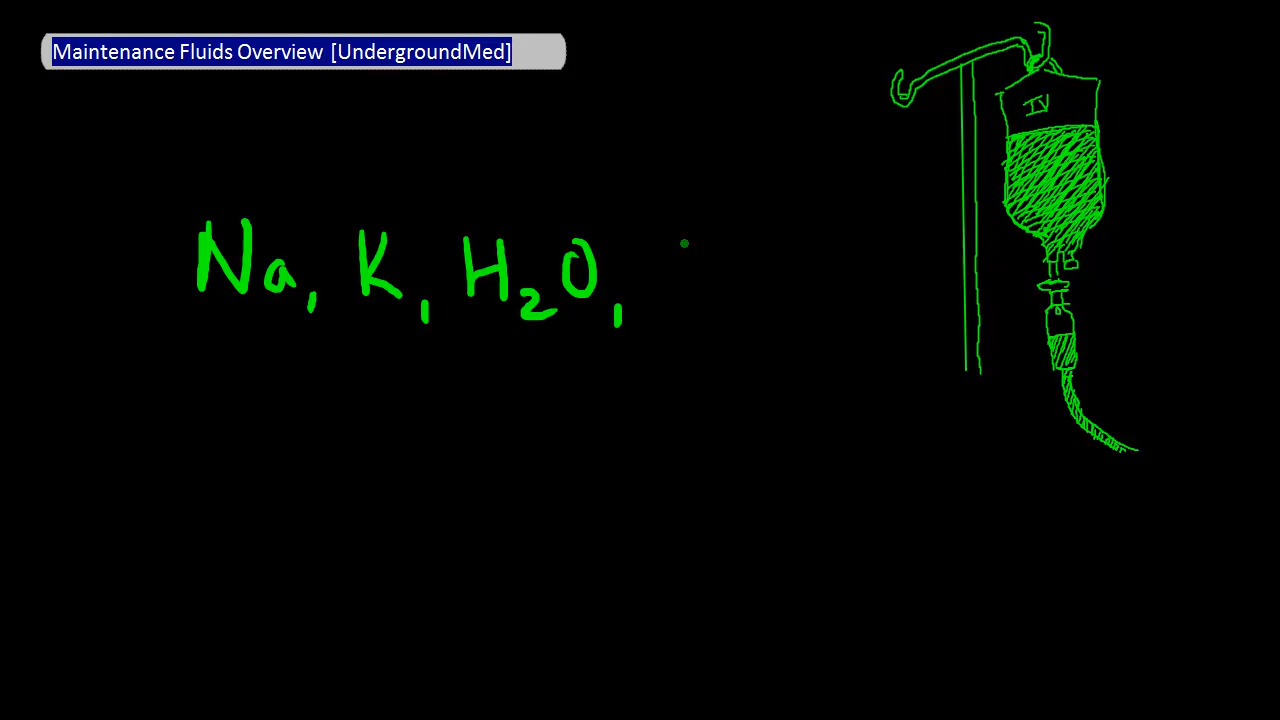 Maintenance Fluids Overview [UndergroundMed]
IV
Na, K, H₂O,